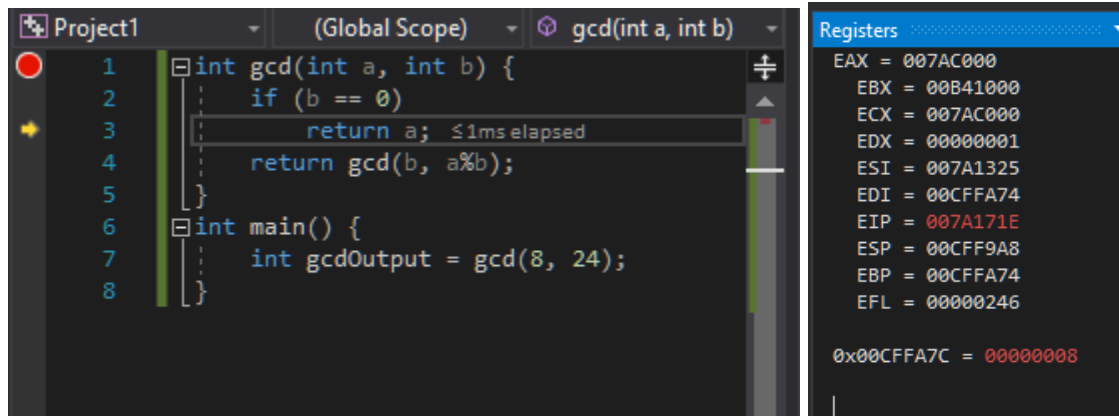 Project1 (Global Scope) gcd(int a, int b)
1 int gcd(int a, int b) {
2 if (b == 0)
3 return a; ≤1ms elapsed
4 return gcd(b, a%b);
5 }
6 int main() {
7 int gcdOutput = gcd(8, 24);
8 }
Registers
EAX = 007AC000
EBX = 00B41000
ECX = 007AC000
EDX = 00000001
ESI = 007A1325
EDI = 00CFFA74
EIP = 007A171E
ESP = 00CFF9A8
EBP = 00CFFA74
EFL = 00000246
0x00CFFA7C = 00000008